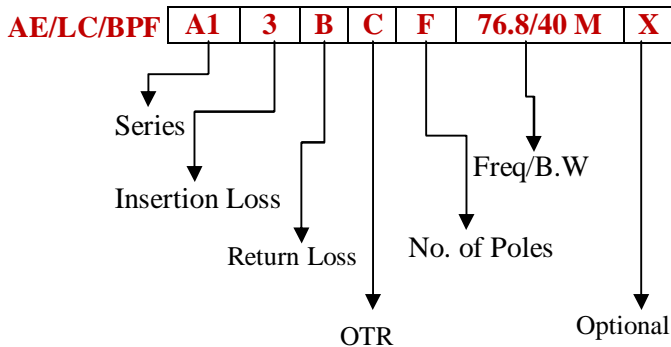 AE/LC/BPF A1 3 B C F 76.8/40 M X
Series
Insertion Loss
Freq/B.W
Return Loss
No. of Poles
OTR
Optional